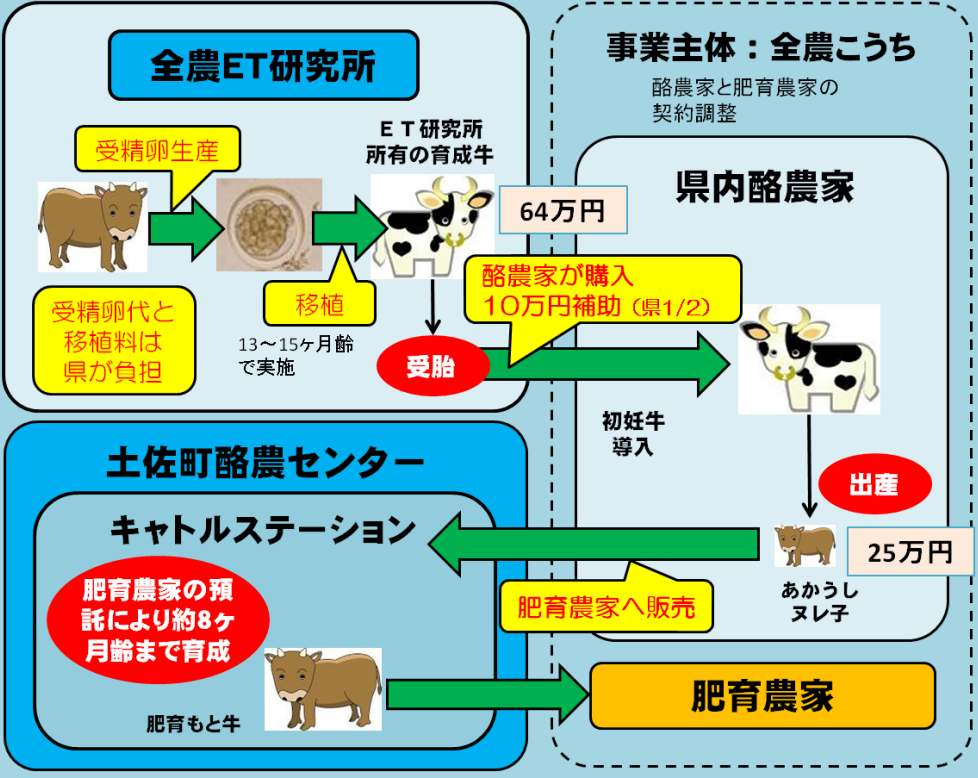 全農ET研究所
受精卵生産
ET研究所
所有の育成牛
64万円
受精卵代と
移植料は
県が負担
移植
13～15ヶ月齢
で実施
受胎
酪農家が購入
10万円補助（県1/2）
事業主体：全農こうち
酪農家と肥育農家の
契約調整
県内酪農家
初妊牛
導入
出産
25万円
あかうし
ヌレ子
肥育農家へ販売
土佐町酪農センター
キャトルステーション
肥育農家の預
託により約8ヶ
月齢まで育成
肥育もと牛
肥育農家